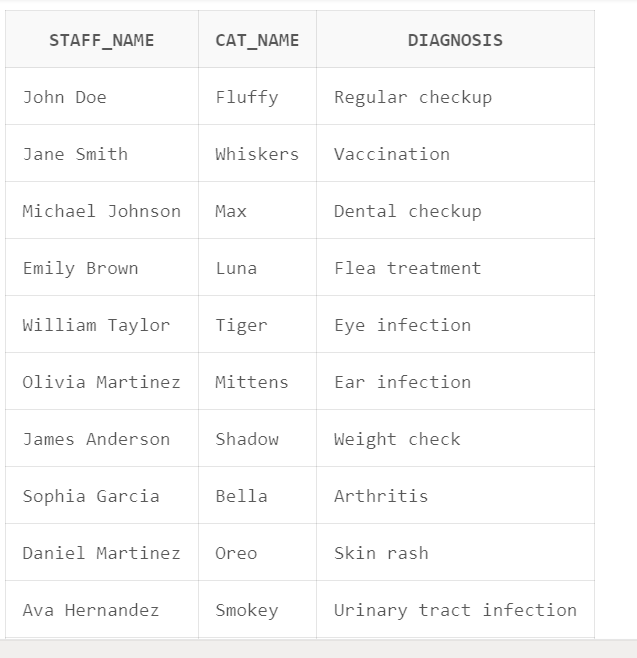 STAFF_NAME CAT_NAME DIAGNOSIS
John Doe Fluffy Regular checkup
Jane Smith Whiskers Vaccination
Michael Johnson Max Dental checkup
Emily Brown Luna Flea treatment
William Taylor Tiger Eye infection
Olivia Martinez Mittens Ear infection
James Anderson Shadow Weight check
Sophia Garcia Bella Arthritis
Daniel Martinez Oreo Skin rash
Ava Hernandez Smokey Urinary tract infection